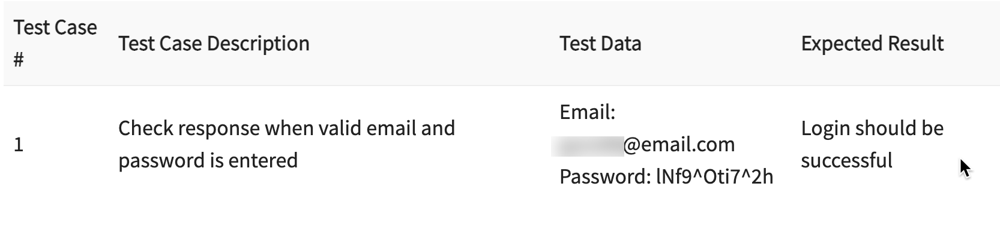 Test Case
#
Test Case Description
Test Data
Expected Result
1
Check response when valid email and
password is entered
Email:
@email.com
Password: lNf9^Oti7^2h
Login should be
successful